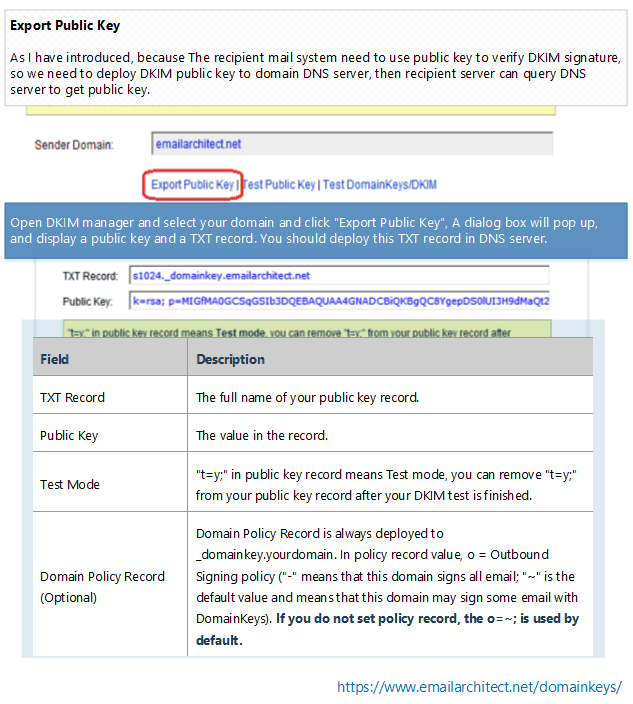 Export Public Key
As I have introduced, because The recipient mail system need to use public key to verify DKIM signature,
so we need to deploy DKIM public key to domain DNS server, then recipient server can query DNS
server to get public key.
Sender Domain: emailarchitect.net
Export Public Key | Test Public Key | Test DomainKeys/DKIM
Open DKIM manager and select your domain and click "Export Public Key", A dialog box will pop up,
and display a public key and a TXT record. You should deploy this TXT record in DNS server.
TXT Record: s1024._domainkey.emailarchitect.net
Public Key: k=rsa; p=MIGfMA0GCSqGSIb3DQEBAQUAA4GNADCBiQKBgQC8YgepDS0lUI3H9dMaQt2
"t=y;" in public key record means Test mode, you can remove "t=y;" from your public key record after
Field Description
TXT Record The full name of your public key record.
Public Key The value in the record.
Test Mode "t=y;" in public key record means Test mode, you can remove "t=y;"
from your public key record after your DKIM test is finished.
Domain Policy Record is always deployed to
_domainkey.yourdomain. In policy record value, o = Outbound
Domain Policy Record Signing policy ("-" means that this domain signs all email; "~" is the
(Optional) default value and means that this domain may sign some email with
DomainKeys). If you do not set policy record, the o=~; is used by
default.
https://www.emailarchitect.net/domainkeys/